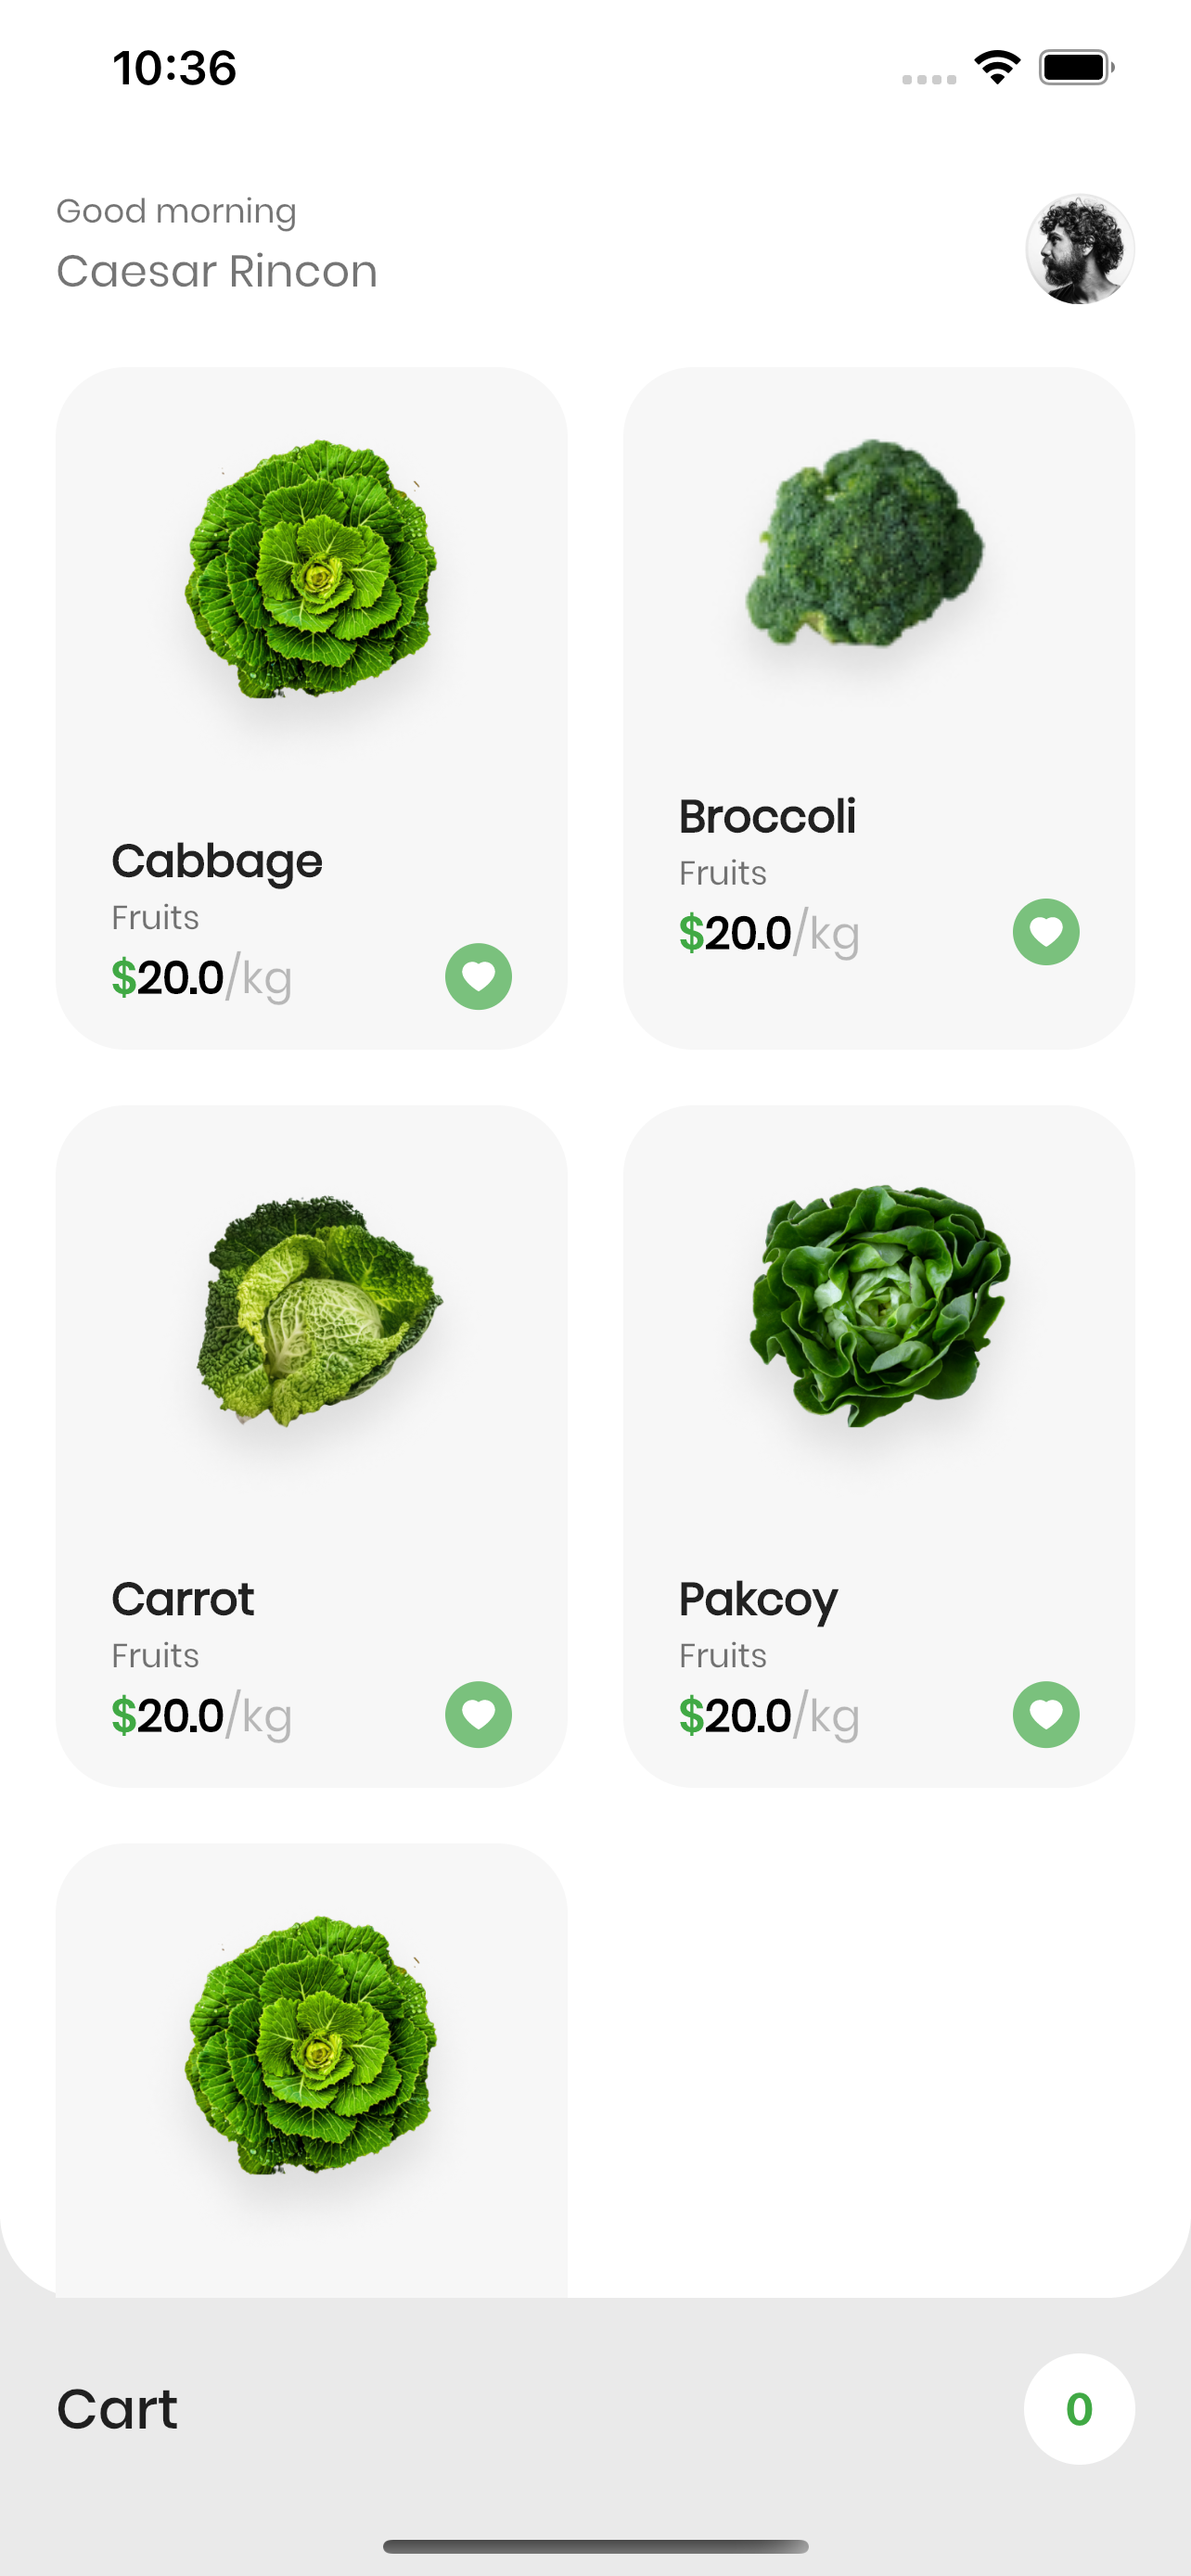 10:36
Good morning
Caesar Rincon
Cabbage
Fruits
$20.0/kg
Broccoli
Fruits
$20.0/kg
Carrot
Fruits
$20.0/kg
Pakcoy
Fruits
$20.0/kg
Cart
0